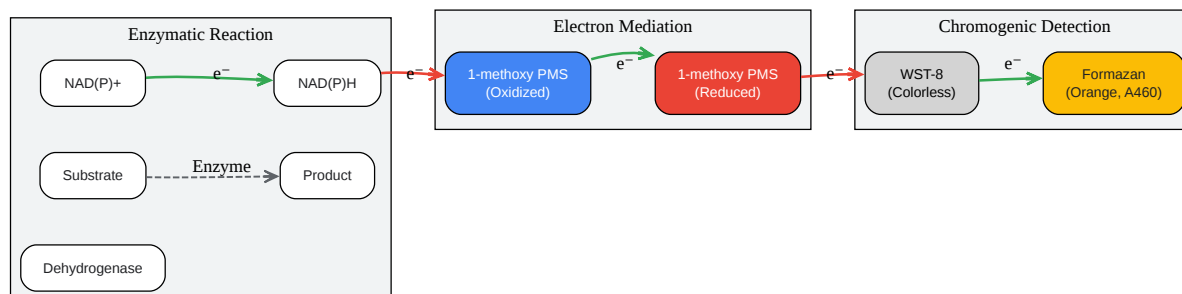 Enzymatic Reaction
NAD(P)+
e⁻
NAD(P)H
Substrate
Enzyme
Product
Dehydrogenase
e⁻
Electron Mediation
1-methoxy PMS
(Oxidized)
e⁻
1-methoxy PMS
(Reduced)
e⁻
Chromogenic Detection
WST-8
(Colorless)
e⁻
Formazan
(Orange, A460)